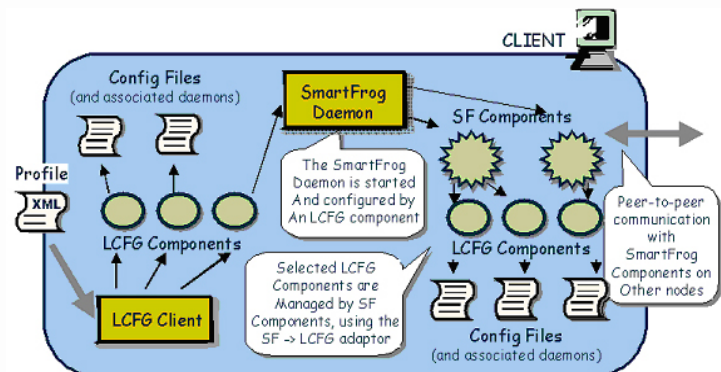 CLIENT
Config Files
(and associated daemons)
SmartFrog
Daemon
SF Components
The SmartFrog
Daemon is started
And configured by
An LCFG component
Profile
XML
LCFG Components
Peer-to-peer
communication
with
SmartFrog
Components on
Other nodes
LCFG Components
Selected LCFG
Components are
Managed by SF
Components, using the
SF -> LCFG adaptor
LCFG Client
Config Files
(and associated daemons)